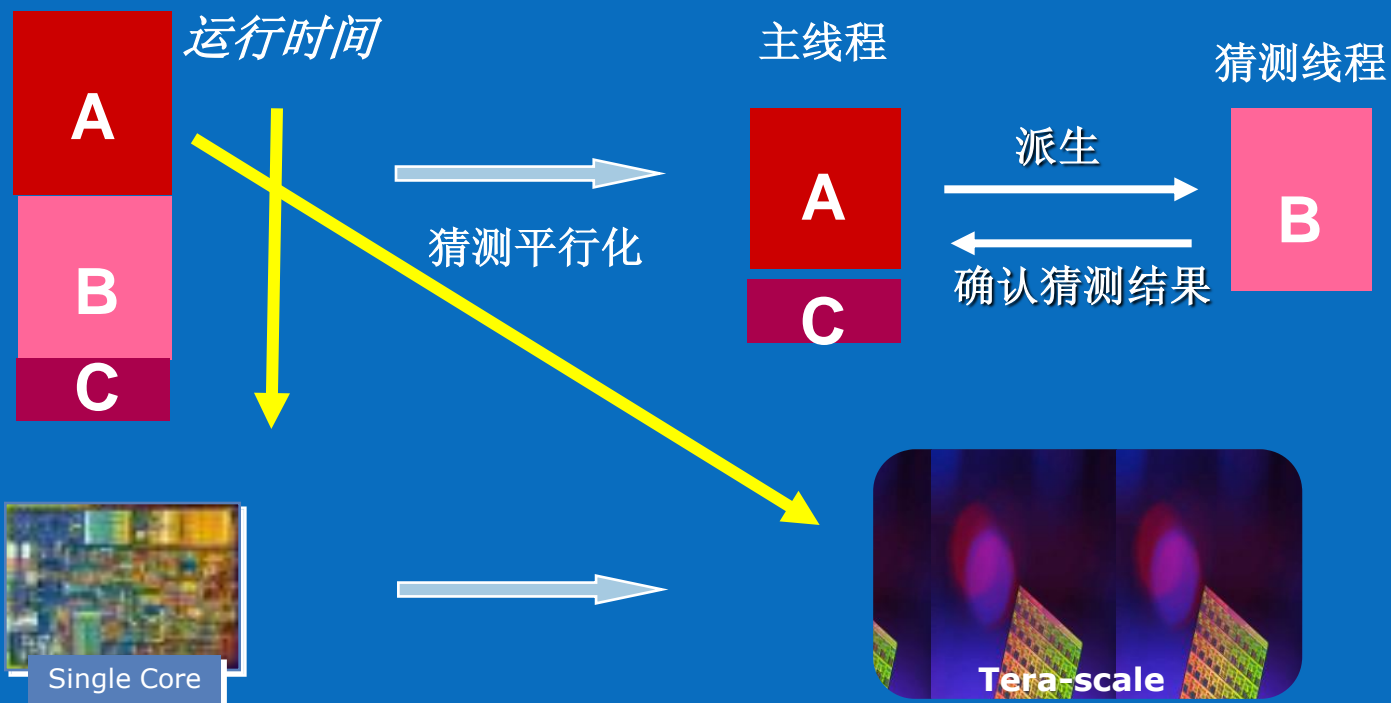 运行时间
A
B
C
猜测平行化
主线程
猜测线程
A
派生
B
确认猜测结果
C
Single Core
Tera-scale